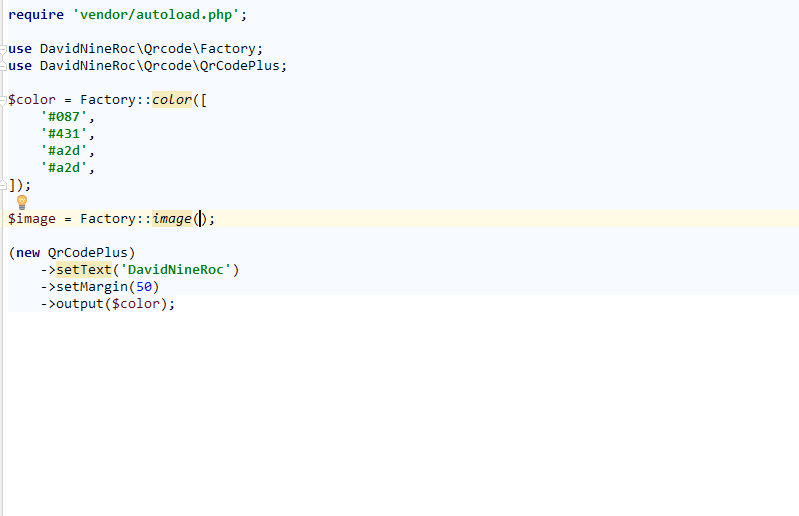 require 'vendor/autoload.php';
use DavidNineRoc\Qrcode\Factory;
use DavidNineRoc\Qrcode\QrCodePlus;
$color = Factory::color([
'#087',
'#431',
'#a2d',
'#a2d',
]);
$image = Factory::image();
(new QrCodePlus)
->setText('DavidNineRoc')
->setMargin(50)
->output($color);